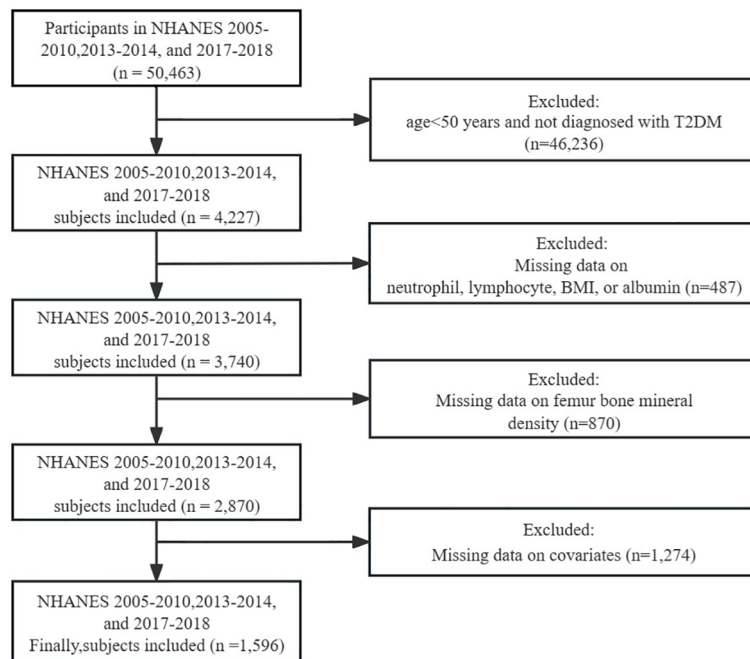 Participants in NHANES 2005-
2010,2013-2014, and 2017-2018
(n = 50,463)
Excluded:
age<50 years and not diagnosed with T2DM
(n=46,236)
NHANES 2005-2010,2013-2014,
and 2017-2018
subjects included (n = 4,227)
Excluded:
Missing data on
neutrophil, lymphocyte, BMI, or albumin (n=487)
NHANES 2005-2010,2013-2014,
and 2017-2018
subjects included (n = 3,740)
Excluded:
Missing data on femur bone mineral
density (n=870)
NHANES 2005-2010,2013-2014,
and 2017-2018
subjects included (n = 2,870)
Excluded:
Missing data on covariates (n=1,274)
NHANES 2005-2010,2013-2014,
and 2017-2018
Finally,subjects included (n =1,596)